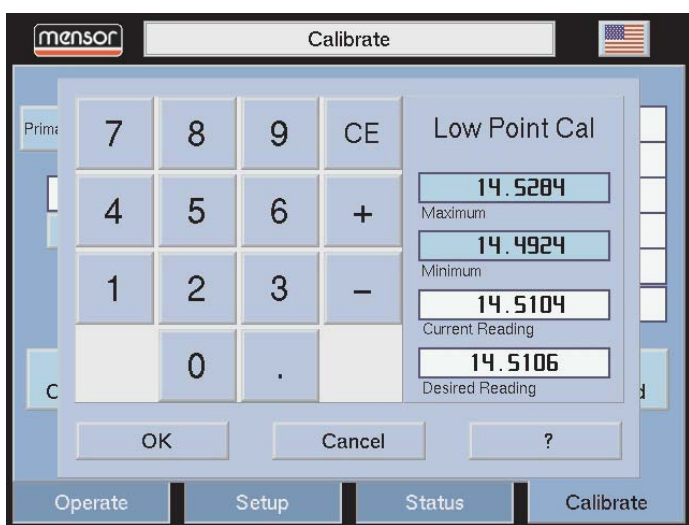 mensor
Calibrate
Prima
7 8 9 CE
4 5 6 +
1 2 3 −
0 .
Low Point Cal
14.5284
Maximum
14.4924
Minimum
14.5104
Current Reading
14.5106
Desired Reading
C
d
OK Cancel ?
Operate Setup Status Calibrate